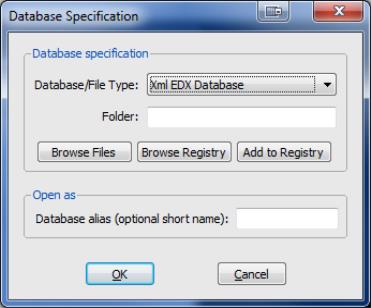 Database Specification
Database specification
Database/File Type: Xml EDX Database
Folder:
Browse Files Browse Registry Add to Registry
Open as
Database alias (optional short name):
OK Cancel